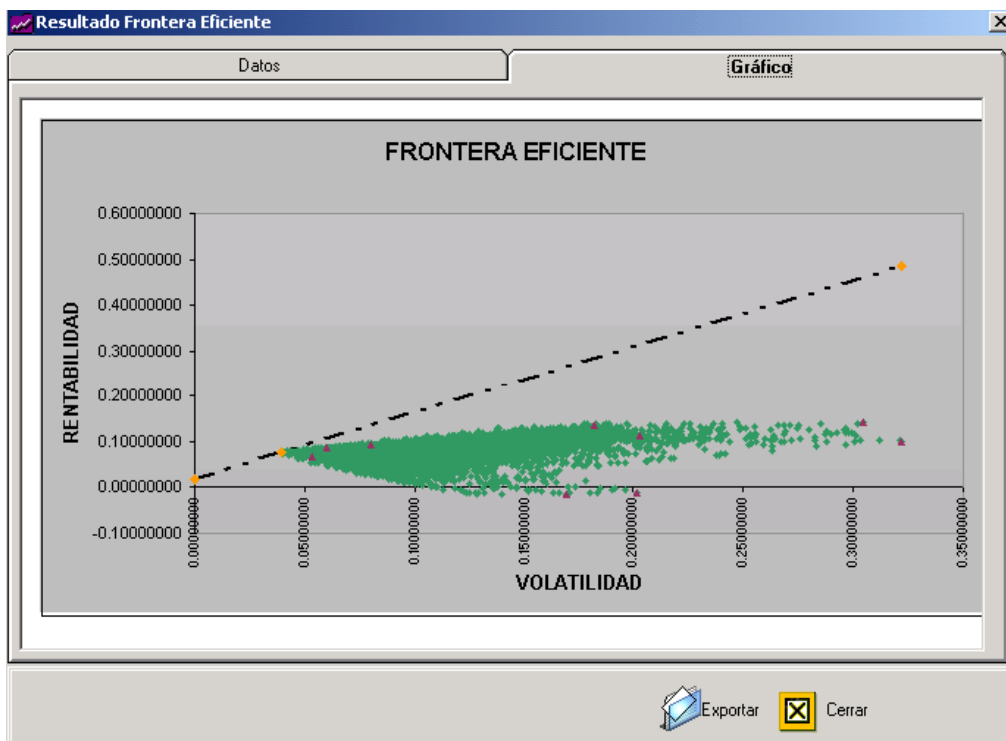 Resultado Frontera Eficiente
Datos
Gráfico
FRONTERA EFICIENTE
RENTABILIDAD
0.60000000
0.50000000
0.40000000
0.30000000
0.20000000
0.10000000
0.00000000
-0.10000000
0.00000000
0.05000000
0.10000000
0.15000000
0.20000000
0.25000000
0.30000000
0.35000000
VOLATILIDAD
Exportar
Cerrar